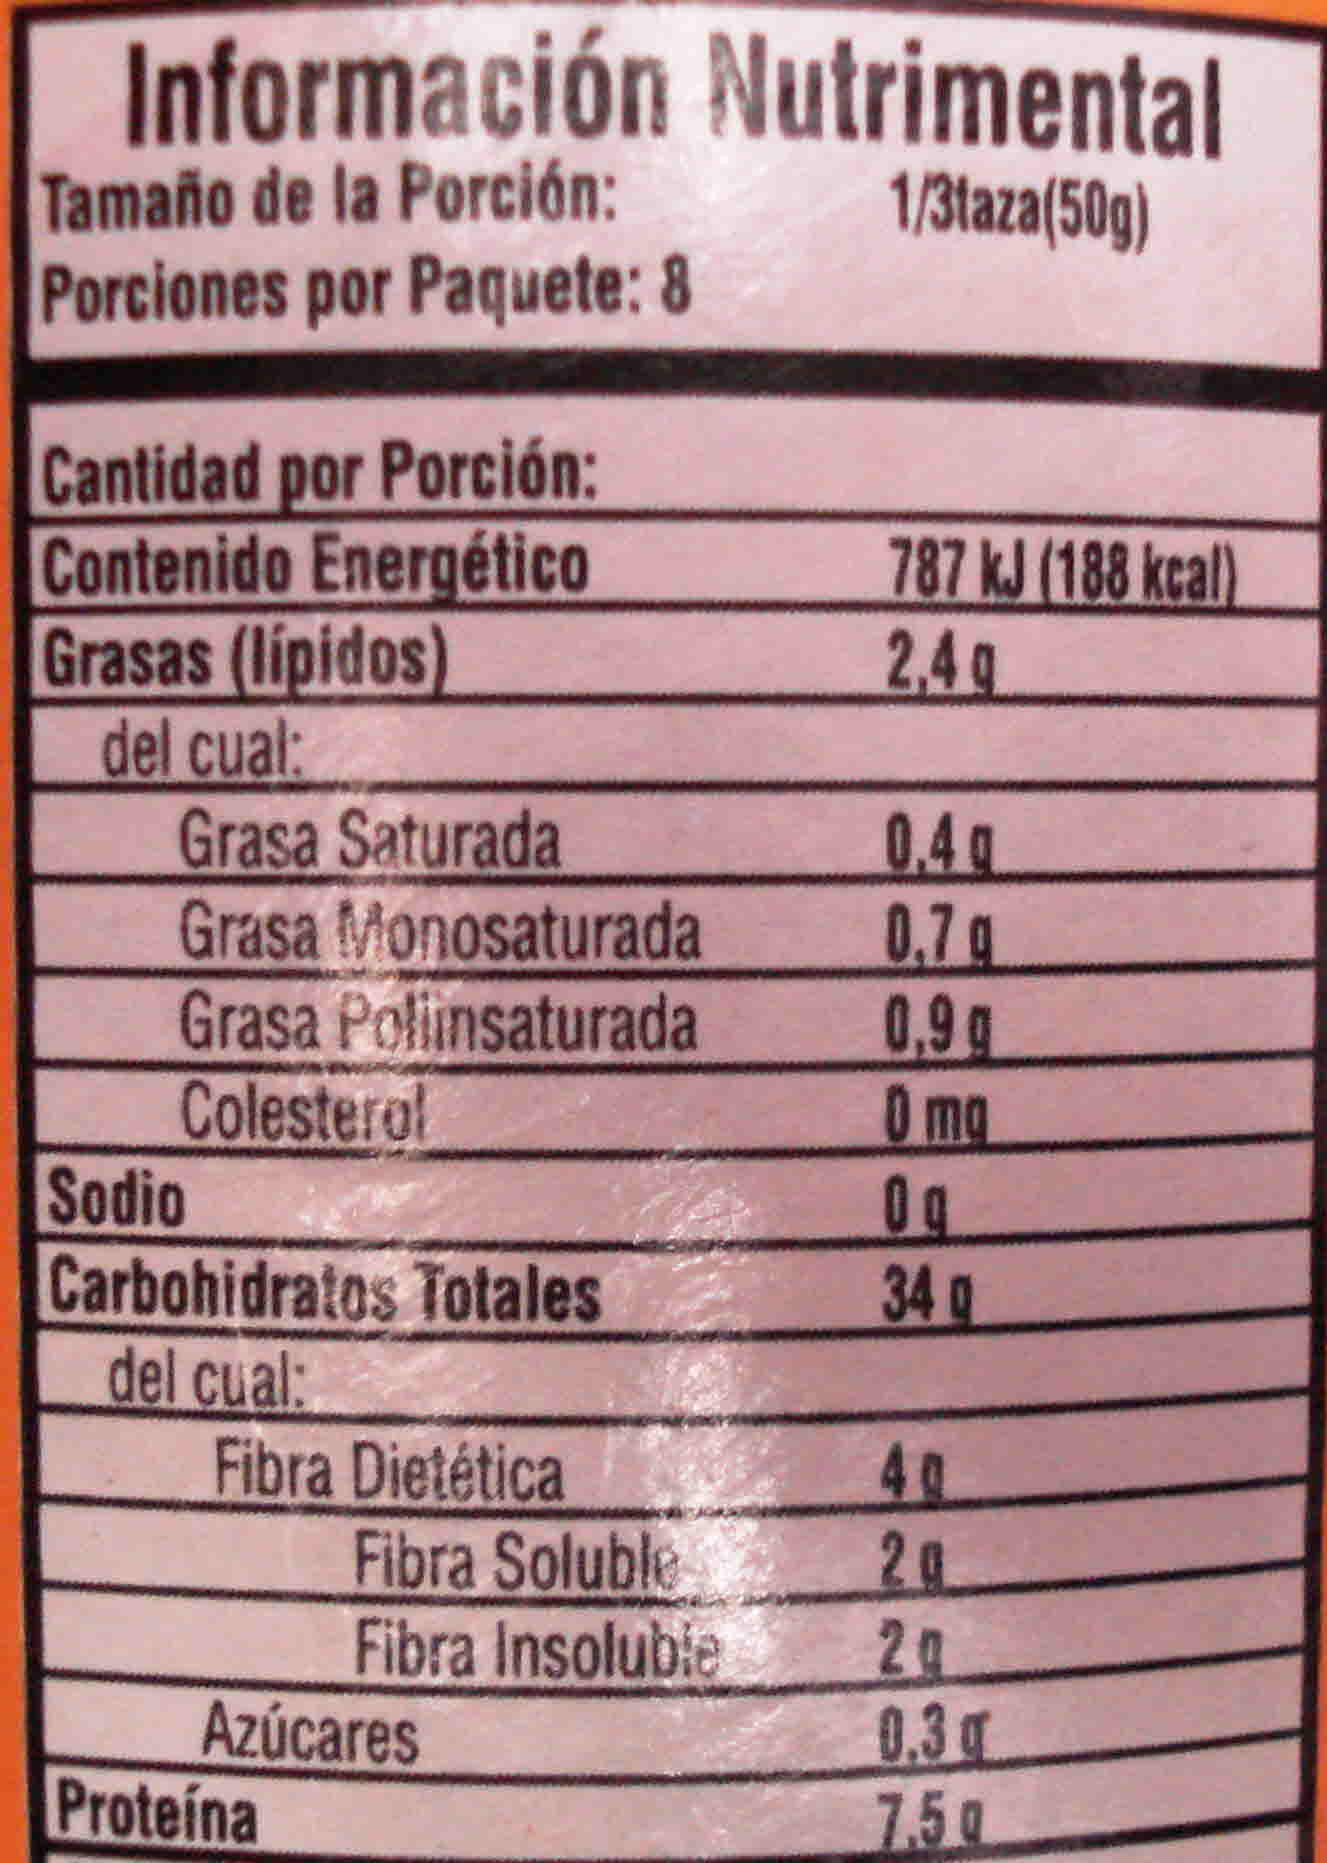 Información Nutrimental
Tamaño de la Porción: 1/3taza(50g)
Porciones por Paquete: 8
Cantidad por Porción:
Contenido Energético 787 kJ (188 kcal)
Grasas (lípidos) 2,4 g
del cual:
Grasa Saturada 0,4 g
Grasa Monosaturada 0,7 g
Grasa Poliinsaturada 0,9 g
Colesterol 0 mg
Sodio 0 g
Carbohidratos Totales 34 g
del cual:
Fibra Dietética 4 g
Fibra Soluble 2 g
Fibra Insoluble 2 g
Azúcares 0,3 g
Proteína 7,5 g